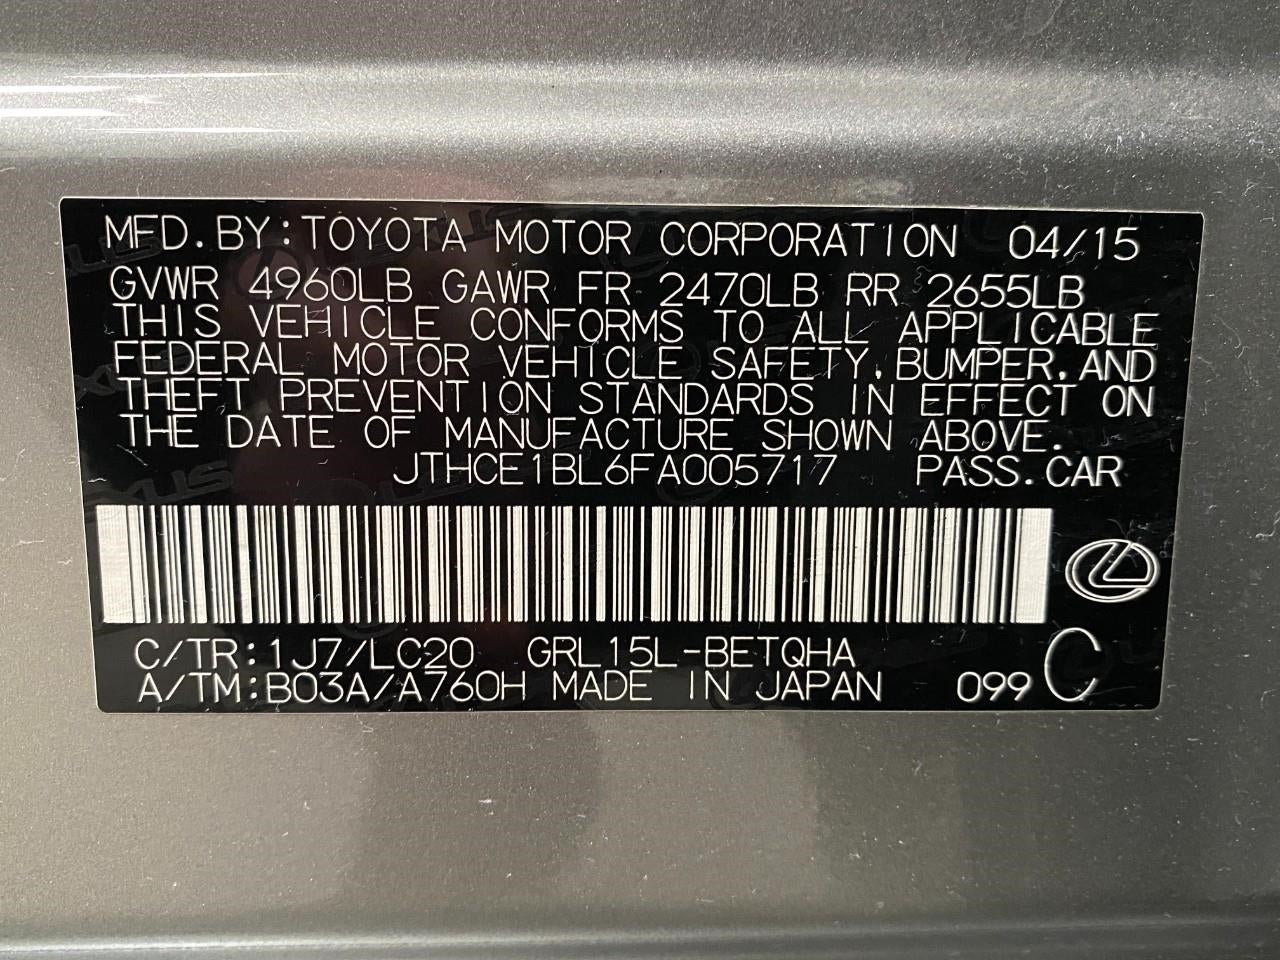 MFD.BY:TOYOTA MOTOR CORPORATION 04/15
GVWR 4960LB GAWR FR 2470LB RR 2655LB
THIS VEHICLE CONFORMS TO ALL APPLICABLE
FEDERAL MOTOR VEHICLE SAFETY,BUMPER,AND
THEFT PREVENTION STANDARDS IN EFFECT ON
THE DATE OF MANUFACTURE SHOWN ABOVE.
JTHCE1BL6FA005717 PASS.CAR
C/TR:1J7/LC20 GRL15L-BETQHA
A/TM:B03A/A760H MADE IN JAPAN 099 C